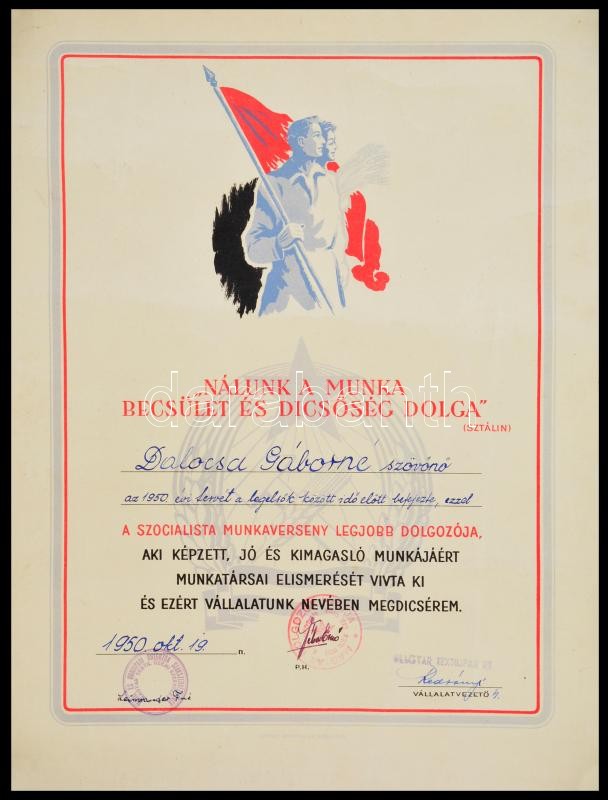 „NÁLUNK A MUNKA
BECSÜLET ÉS DICSŐSÉG DOLGA"
(SZTÁLIN)
darabanth
Dalocsa Gáborné szövőnő
az 1950. évi tervét a legelsők között idő előtt befejezte, ezzel
A SZOCIALISTA MUNKAVERSENY LEGJOBB DOLGOZÓJA,
AKI KÉPZETT, JÓ ÉS KIMAGASLÓ MUNKÁJÁÉRT
MUNKATÁRSAI ELISMERÉSÉT VÍVTA KI
ÉS EZÉRT VÁLLALATUNK NEVÉBEN MEGDICSÉREM.
1950. okt. 19. n.
P.H.
VÁLLALATVEZETŐ